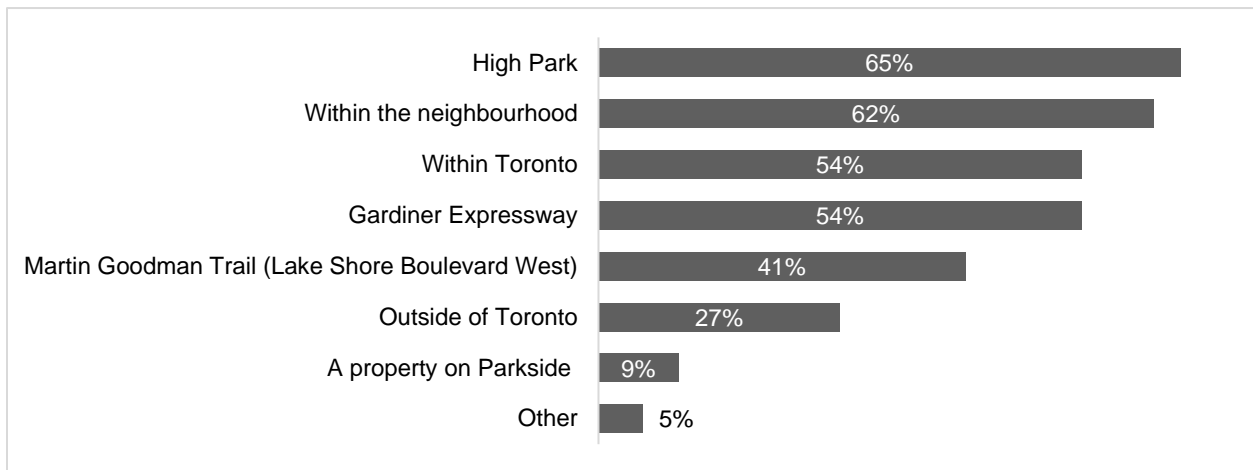 High Park 65%
Within the neighbourhood 62%
Within Toronto 54%
Gardiner Expressway 54%
Martin Goodman Trail (Lake Shore Boulevard West) 41%
Outside of Toronto 27%
A property on Parkside 9%
Other 5%